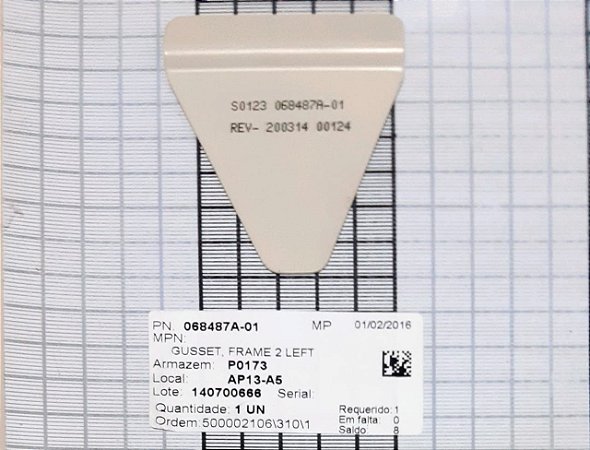 S0123 068487A-01
REV- 200314 00124
PN. 068487A-01 MP 01/02/2016
MPN:
GUSSET, FRAME 2 LEFT
Armazem: P0173
Local: AP13-A5
Lote: 140700666 Serial:
Quantidade: 1 UN Requerido: 1
Ordem:500002106\310\1 Em falta: 0
Saldo 8